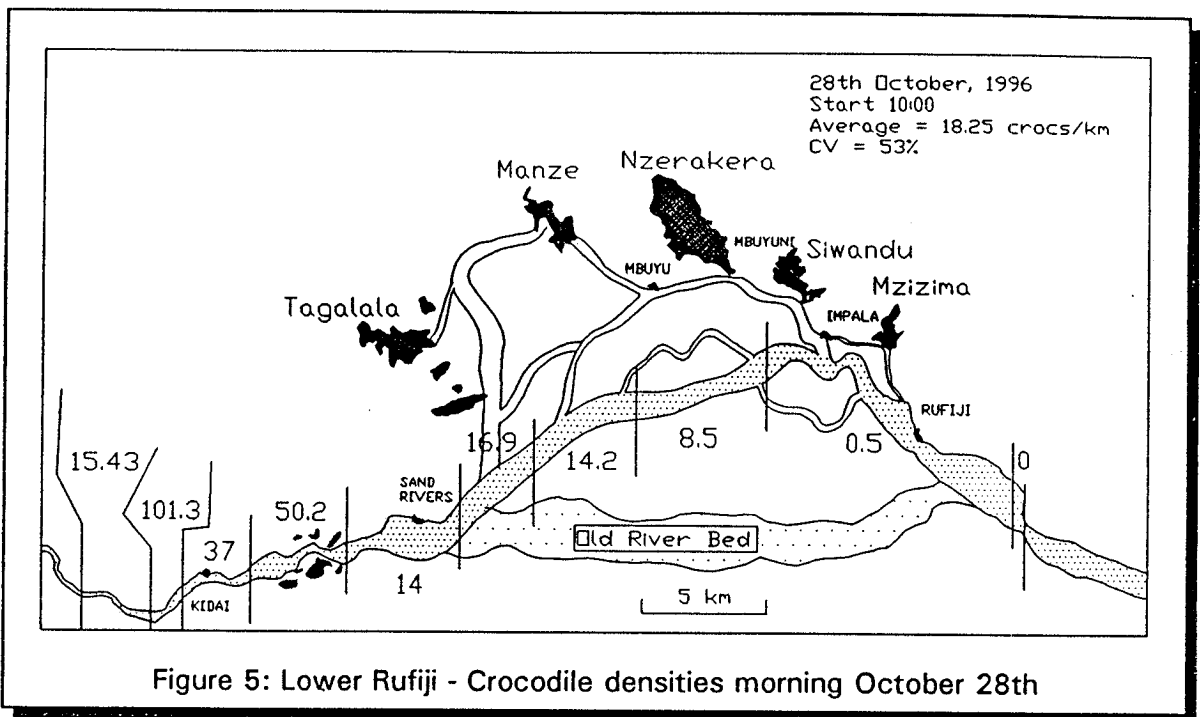 28th October, 1996
Start 10:00
Average = 18.25 crocs/km
CV = 53%
Nzerakera
Manze
MBUYUNI
Siwandu
MBUYU
Mzizima
Tagalala
IMPALA
RUFIJI
16.9
14.2
8.5
0.5
0
15.43
SAND
RIVERS
101.3
50.2
37
Old River Bed
14
KIDAI
5 km
Figure 5: Lower Rufiji - Crocodile densities morning October 28th